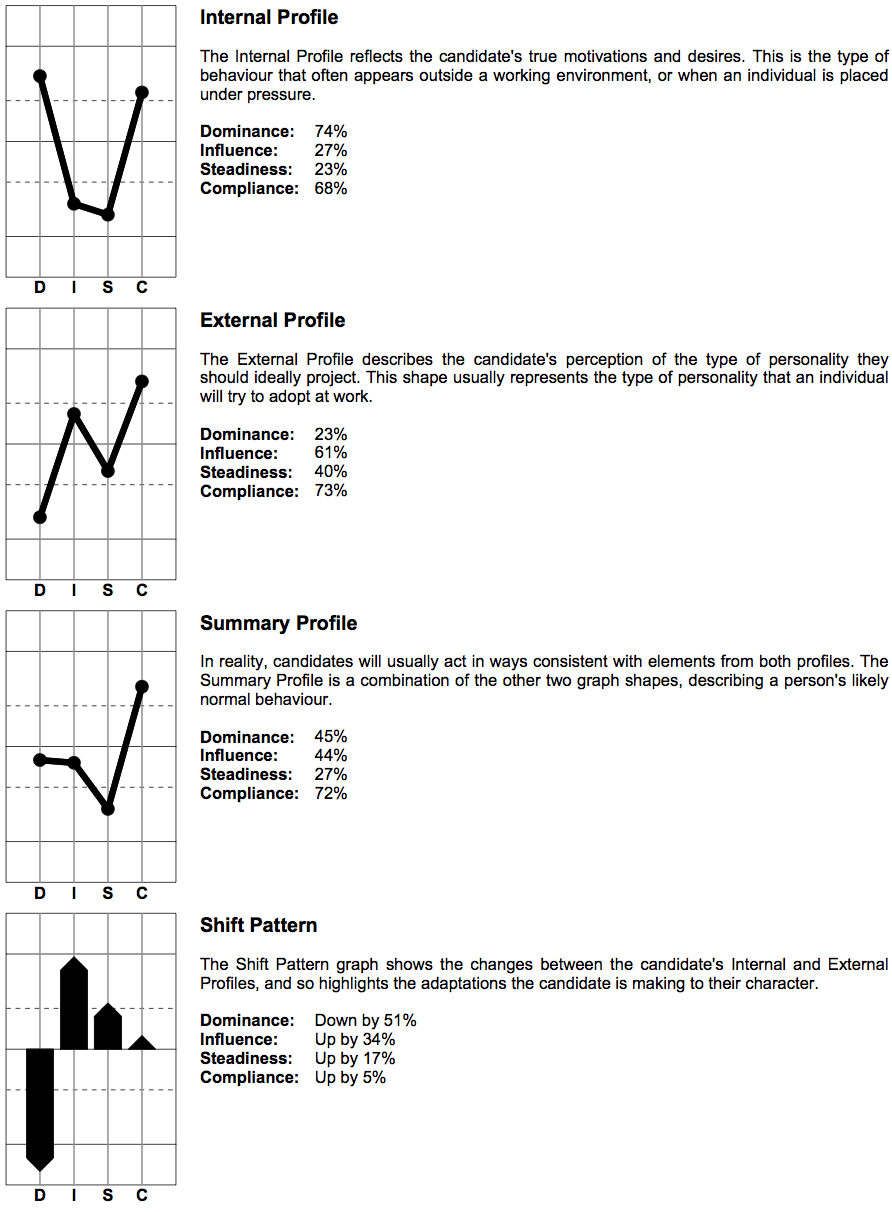 Internal Profile
The Internal Profile reflects the candidate's true motivations and desires. This is the type of
behaviour that often appears outside a working environment, or when an individual is placed
under pressure.
Dominance: 74%
Influence: 27%
Steadiness: 23%
Compliance: 68%
D I S C
External Profile
The External Profile describes the candidate's perception of the type of personality they
should ideally project. This shape usually represents the type of personality that an individual
will try to adopt at work.
Dominance: 23%
Influence: 61%
Steadiness: 40%
Compliance: 73%
D I S C
Summary Profile
In reality, candidates will usually act in ways consistent with elements from both profiles. The
Summary Profile is a combination of the other two graph shapes, describing a person's likely
normal behaviour.
Dominance: 45%
Influence: 44%
Steadiness: 27%
Compliance: 72%
D I S C
Shift Pattern
The Shift Pattern graph shows the changes between the candidate's Internal and External
Profiles, and so highlights the adaptations the candidate is making to their character.
Dominance: Down by 51%
Influence: Up by 34%
Steadiness: Up by 17%
Compliance: Up by 5%
D I S C